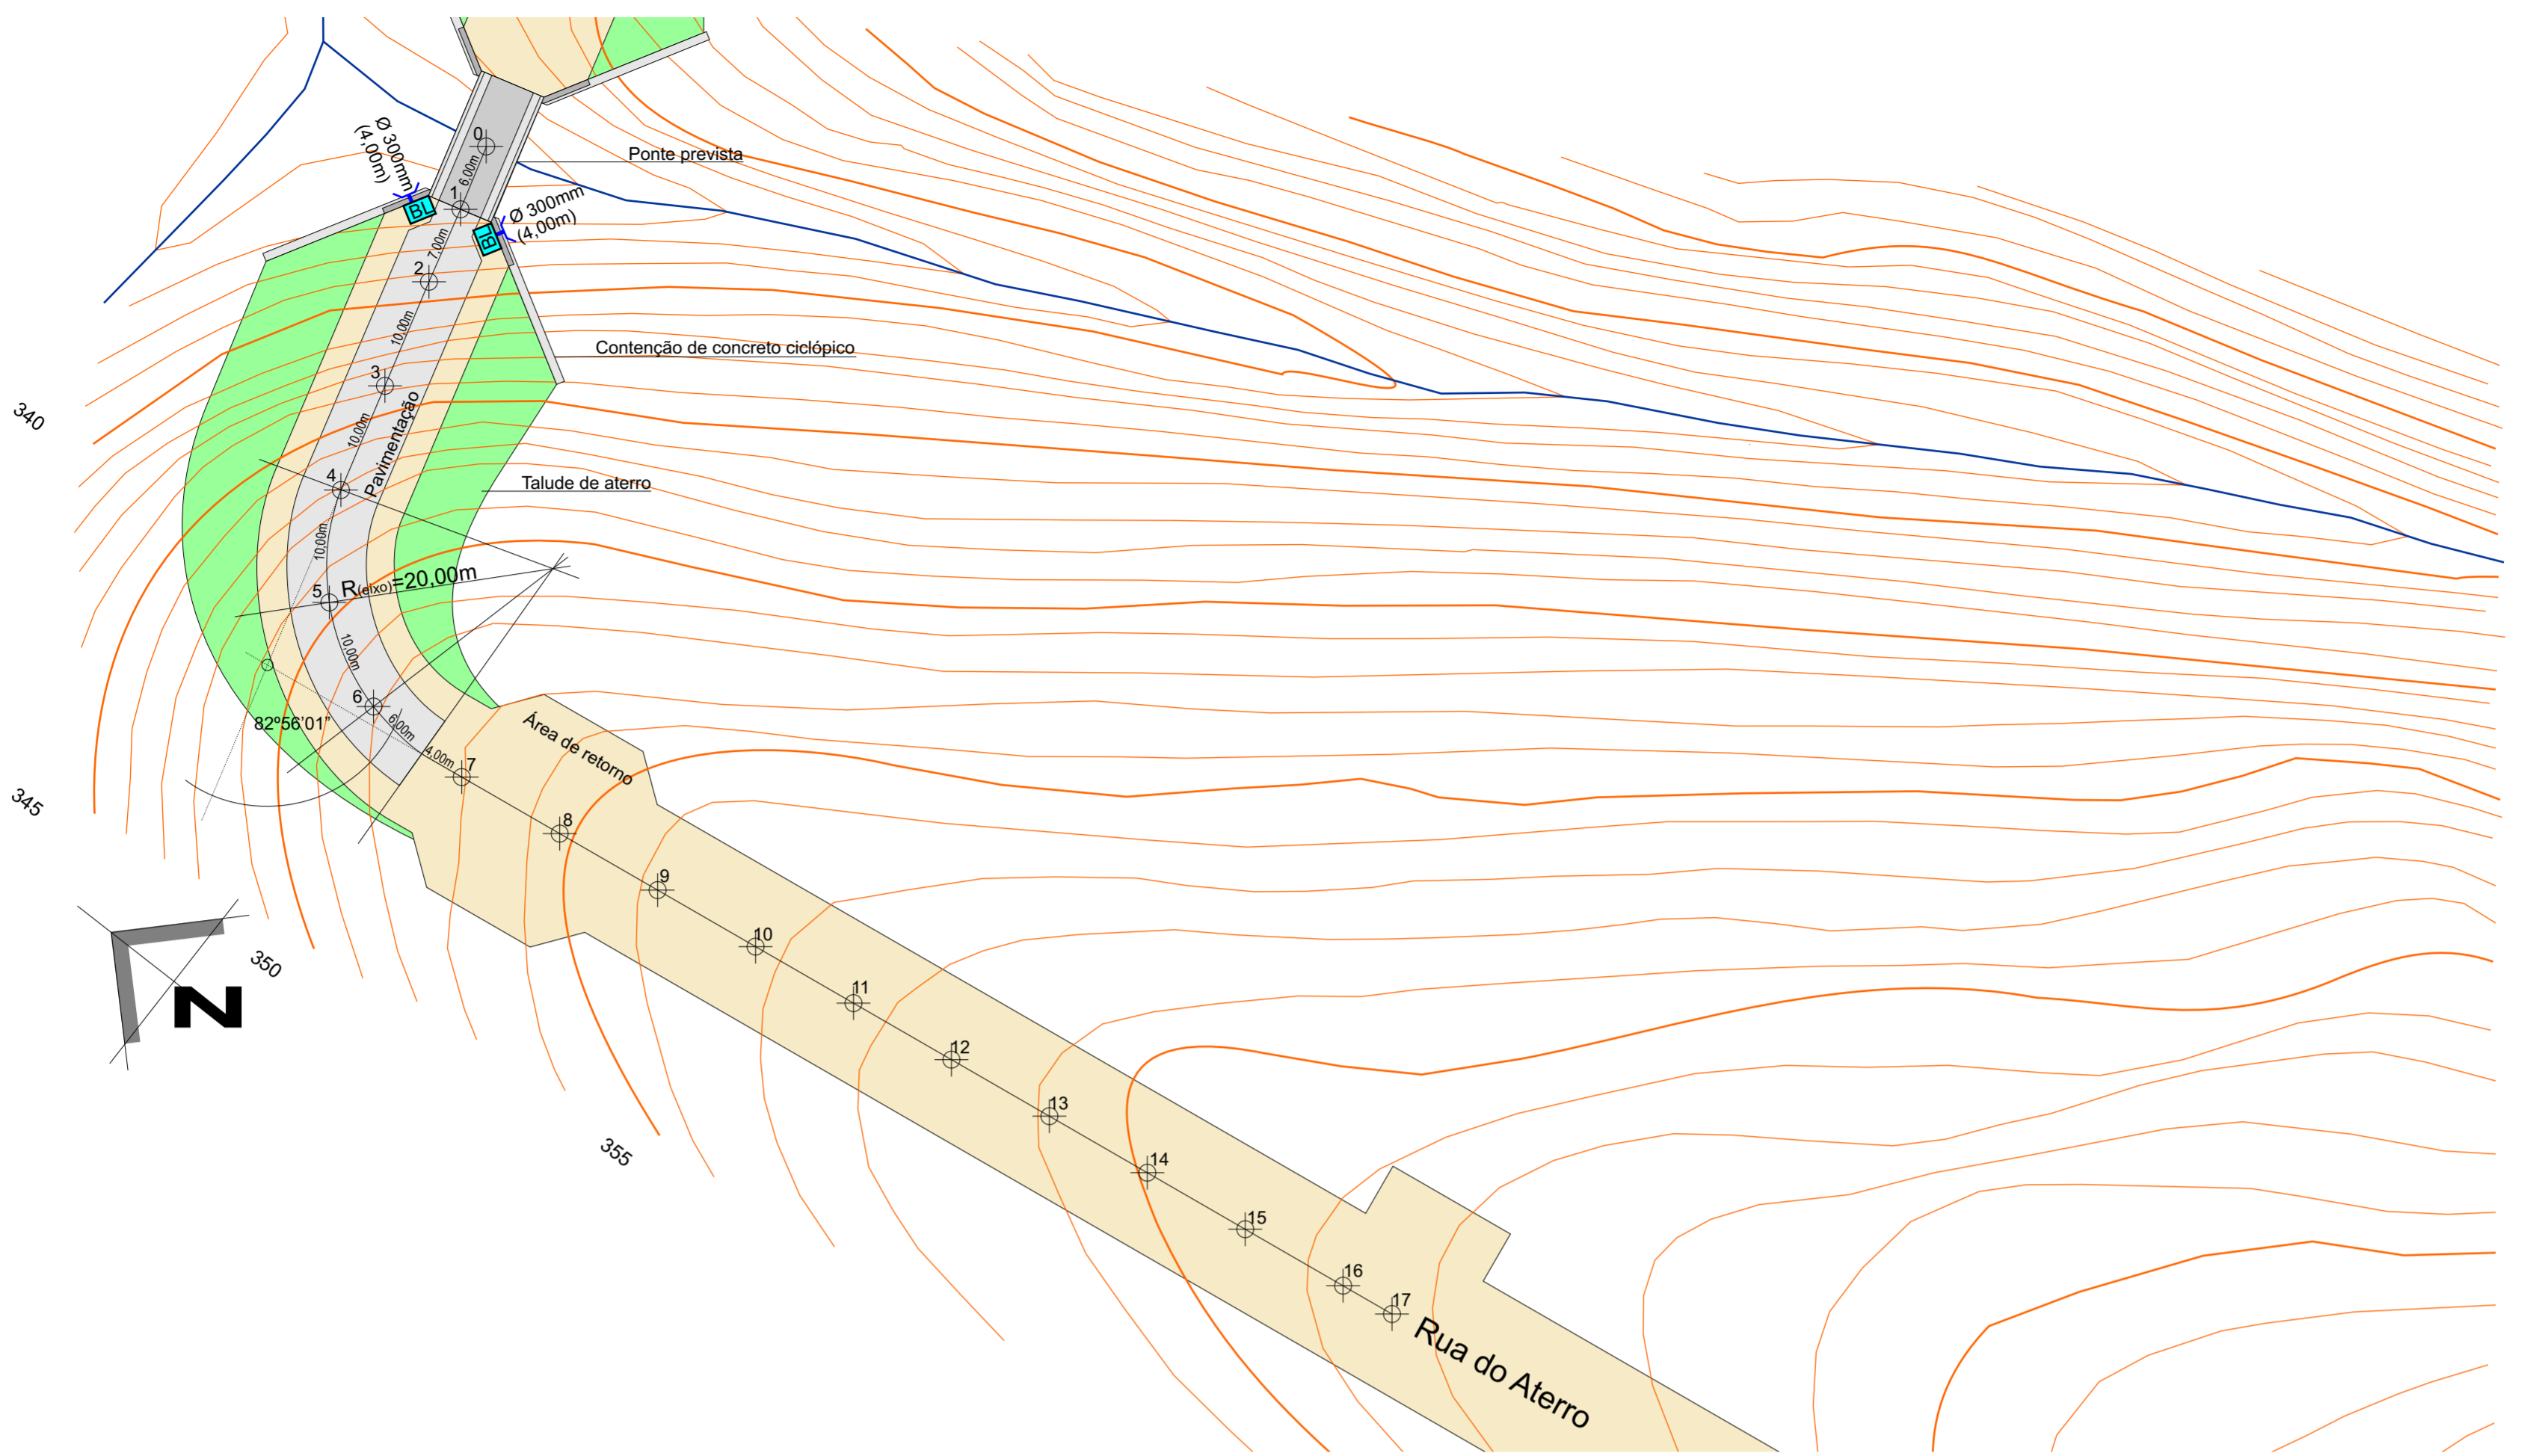 0
6,00m
Ponte prevista
Ø 300mm
(4,00m)
1
BL
Ø 300mm
(4,00m)
BL
7,00m
2
10,00m
Contenção de concreto ciclópico
3
340
10,00m
Pavimentação
4
Talude de aterro
10,00m
5
R(eixo)=20,00m
10,00m
6
82º56'01"
6,00m
4,00m
Área de retorno
7
345
8
9
10
350
N
11
12
13
355
14
15
16
17
Rua do Aterro